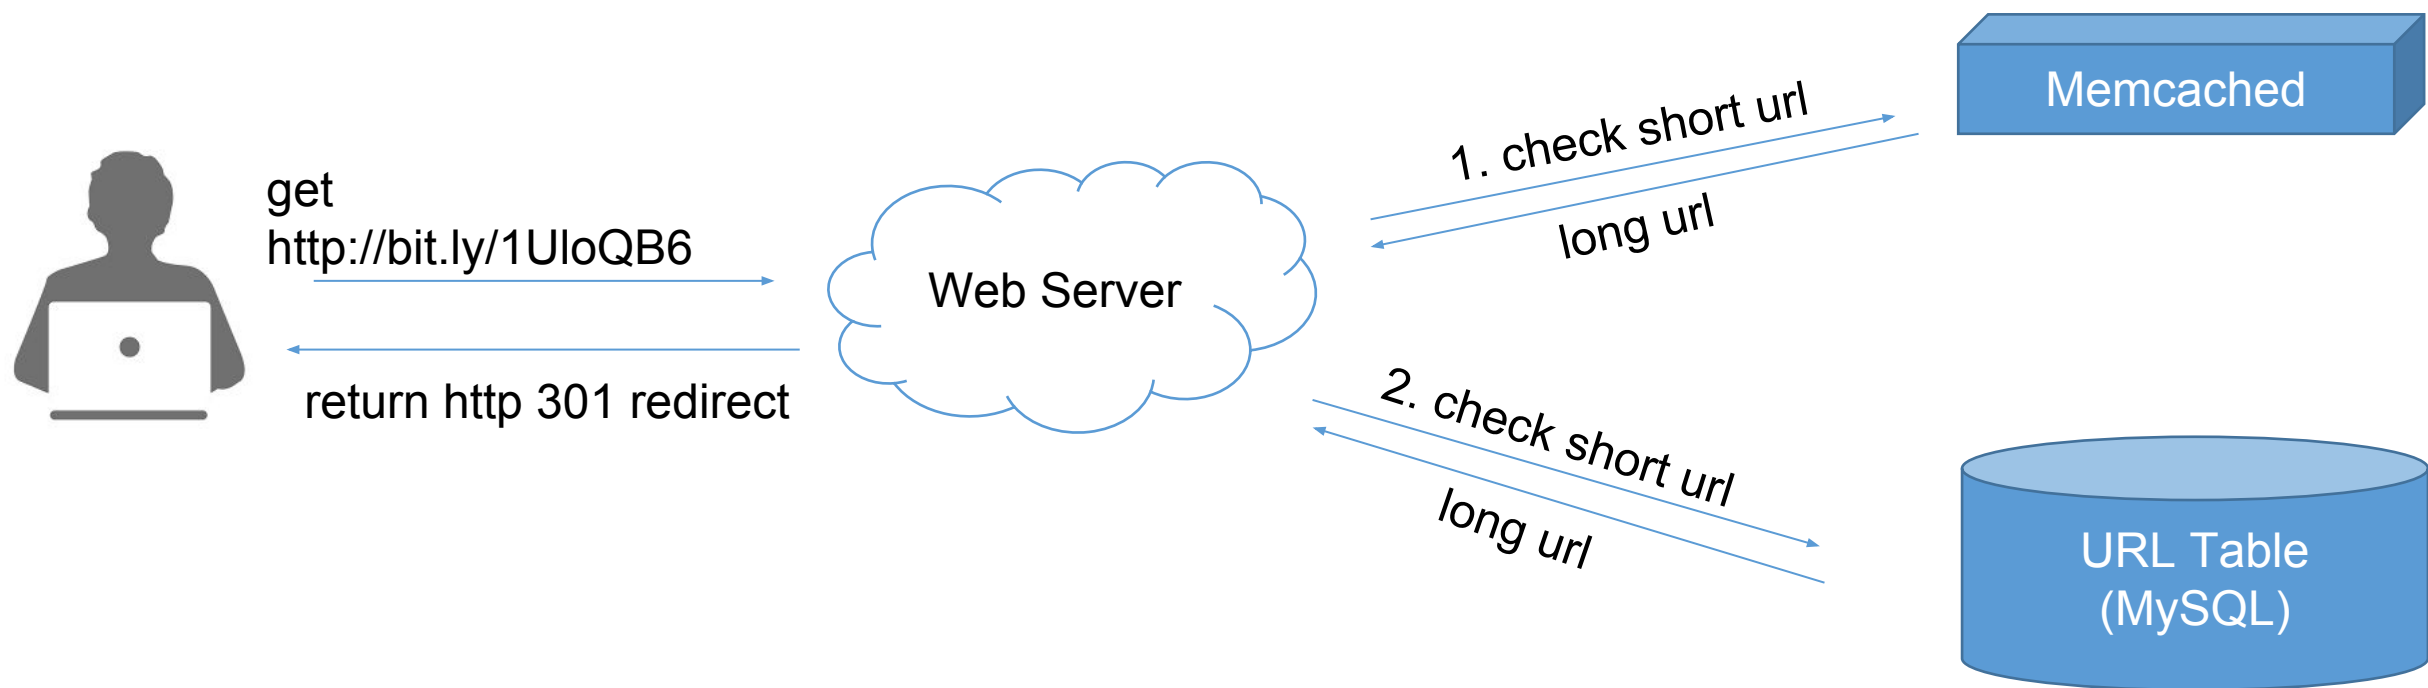 get
http://bit.ly/1UloQB6
return http 301 redirect
Web Server
1. check short url
long url
Memcached
2. check short url
long url
URL Table
(MySQL)